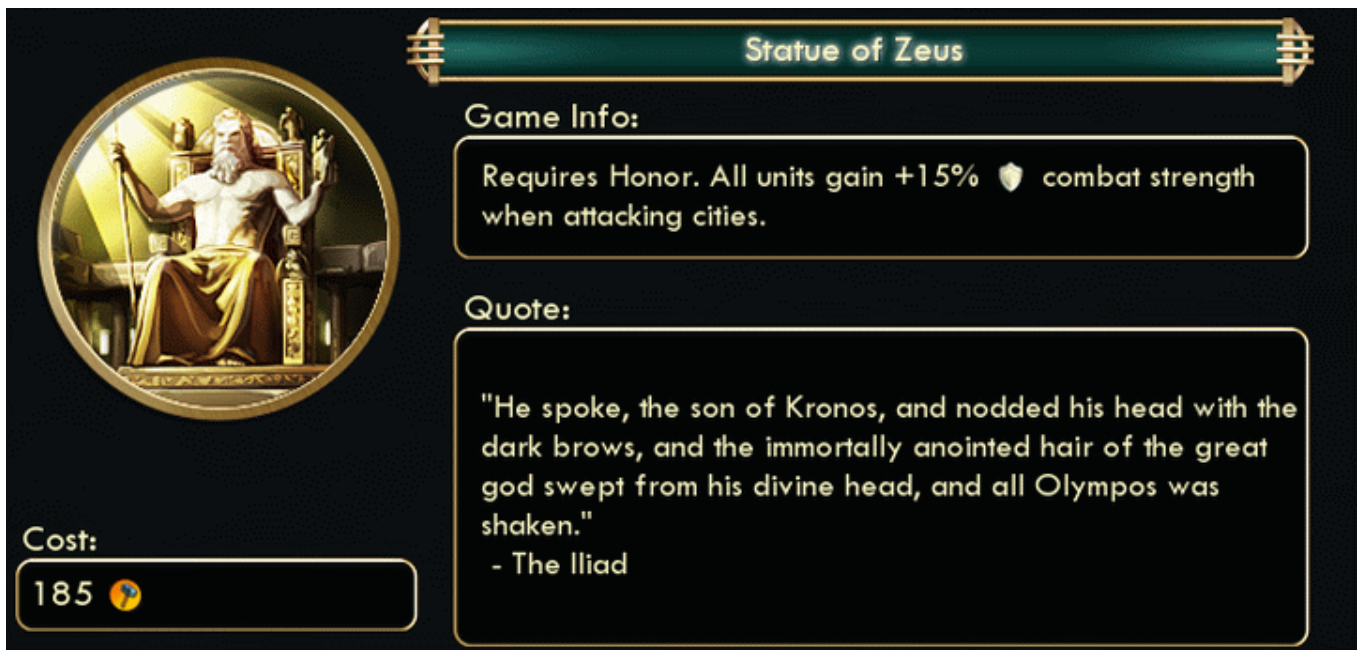 Statue of Zeus
Game Info:
Requires Honor. All units gain +15% combat strength
when attacking cities.
Quote:
"He spoke, the son of Kronos, and nodded his head with the
dark brows, and the immortally anointed hair of the great
god swept from his divine head, and all Olympos was
shaken."
- The Iliad
Cost:
185